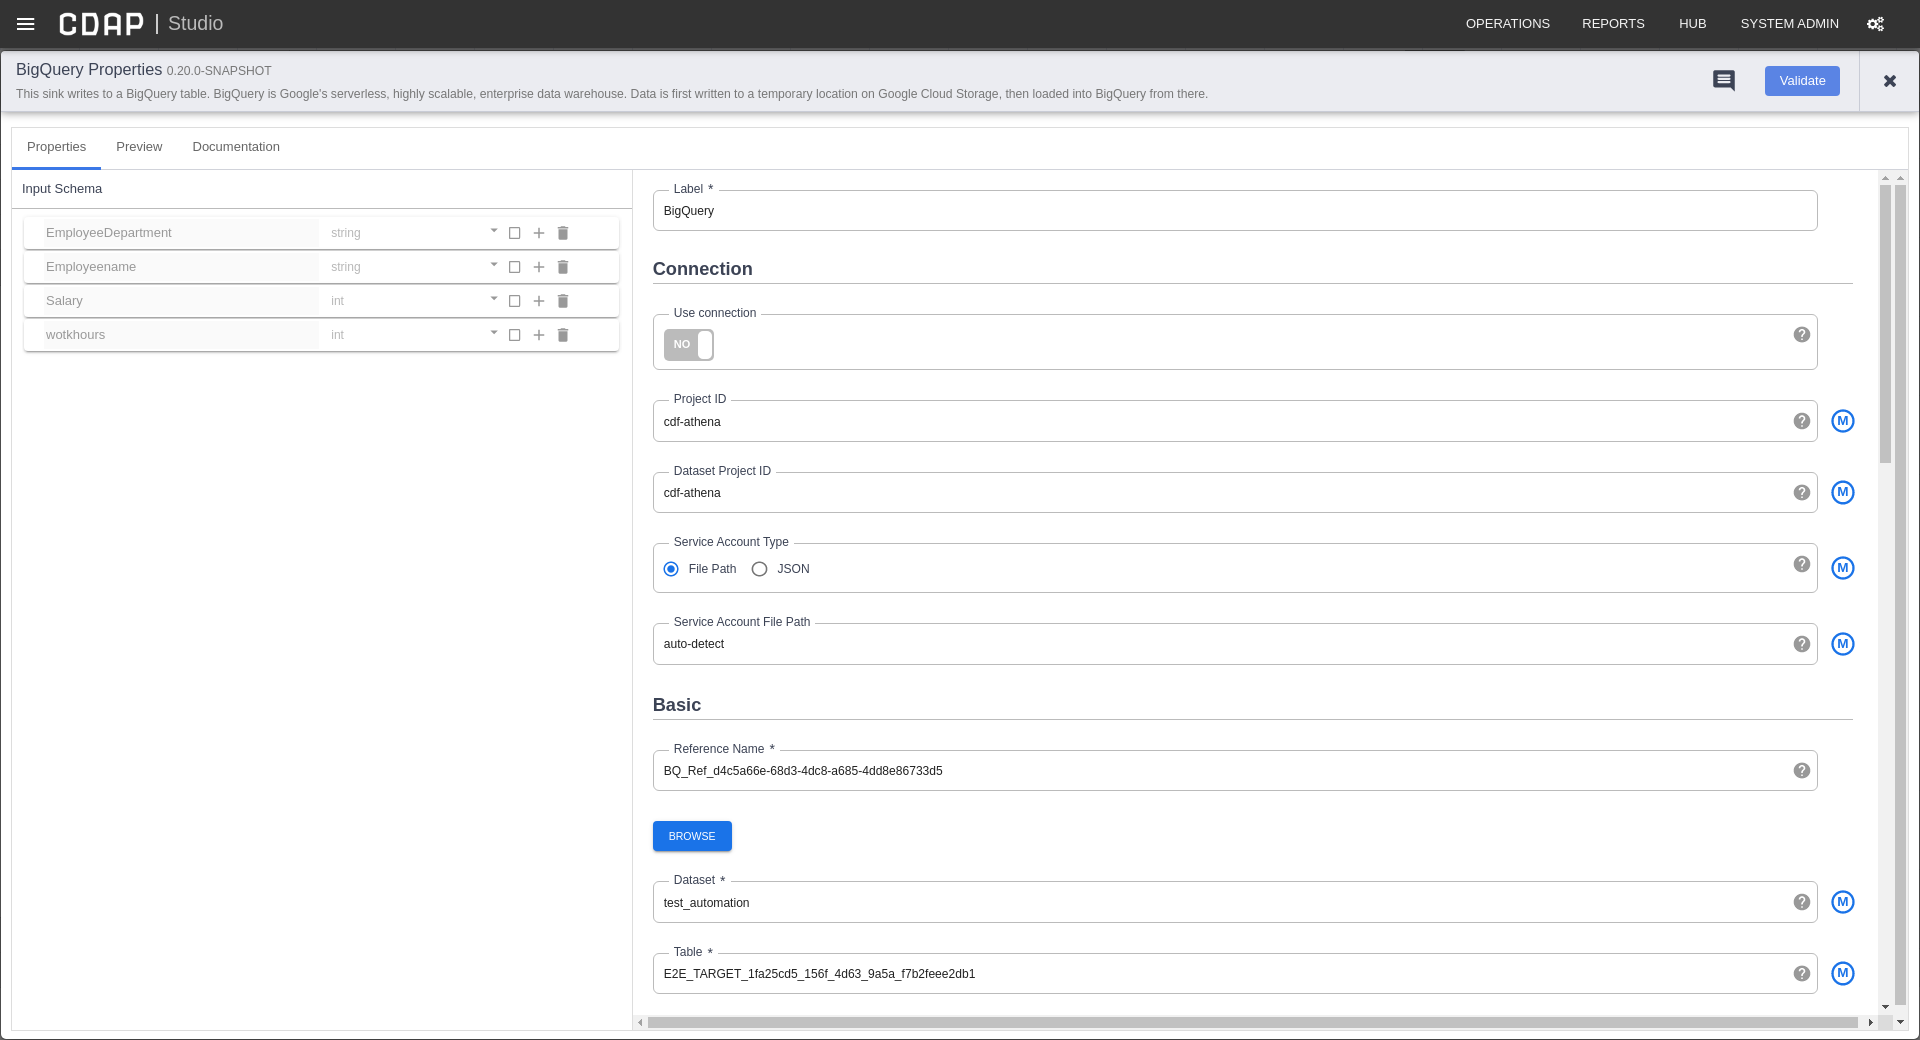 CDAP | Studio
OPERATIONS REPORTS HUB SYSTEM ADMIN
BigQuery Properties 0.20.0-SNAPSHOT
This sink writes to a BigQuery table. BigQuery is Google's serverless, highly scalable, enterprise data warehouse. Data is first written to a temporary location on Google Cloud Storage, then loaded into BigQuery from there.
Validate
Properties Preview Documentation
Input Schema
EmployeeDepartment string
Employeename string
Salary int
wotkhours int
Label *
BigQuery
Connection
Use connection
NO
Project ID
cdf-athena
M
Dataset Project ID
cdf-athena
M
Service Account Type
File Path JSON
M
Service Account File Path
auto-detect
M
Basic
Reference Name *
BQ_Ref_d4c5a66e-68d3-4dc8-a685-4dd8e86733d5
BROWSE
Dataset *
test_automation
M
Table *
E2E_TARGET_1fa25cd5_156f_4d63_9a5a_f7b2feee2db1
M